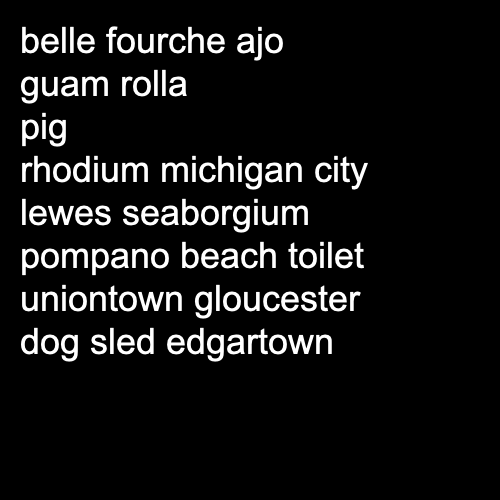 belle fourche ajo
guam rolla
pig
rhodium michigan city
lewes seaborgium
pompano beach toilet
uniontown gloucester
dog sled edgartown